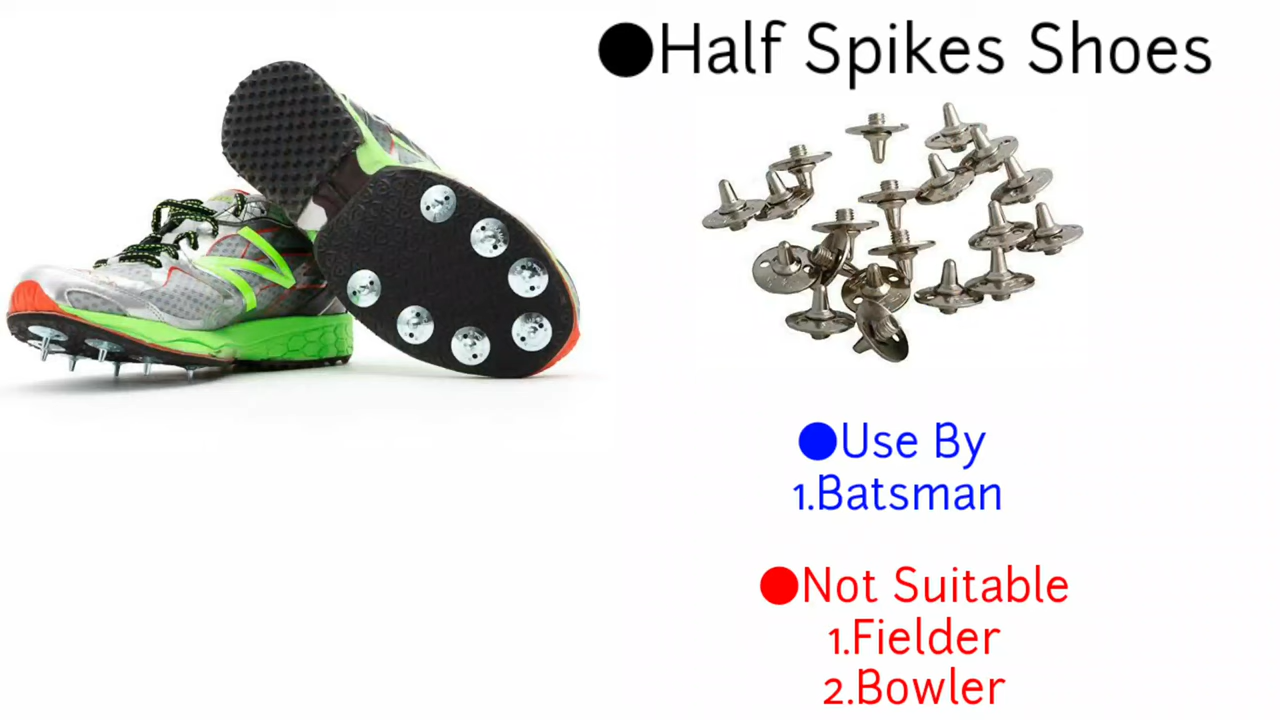 ●Half Spikes Shoes
●Use By
1.Batsman
●Not Suitable
1.Fielder
2.Bowler